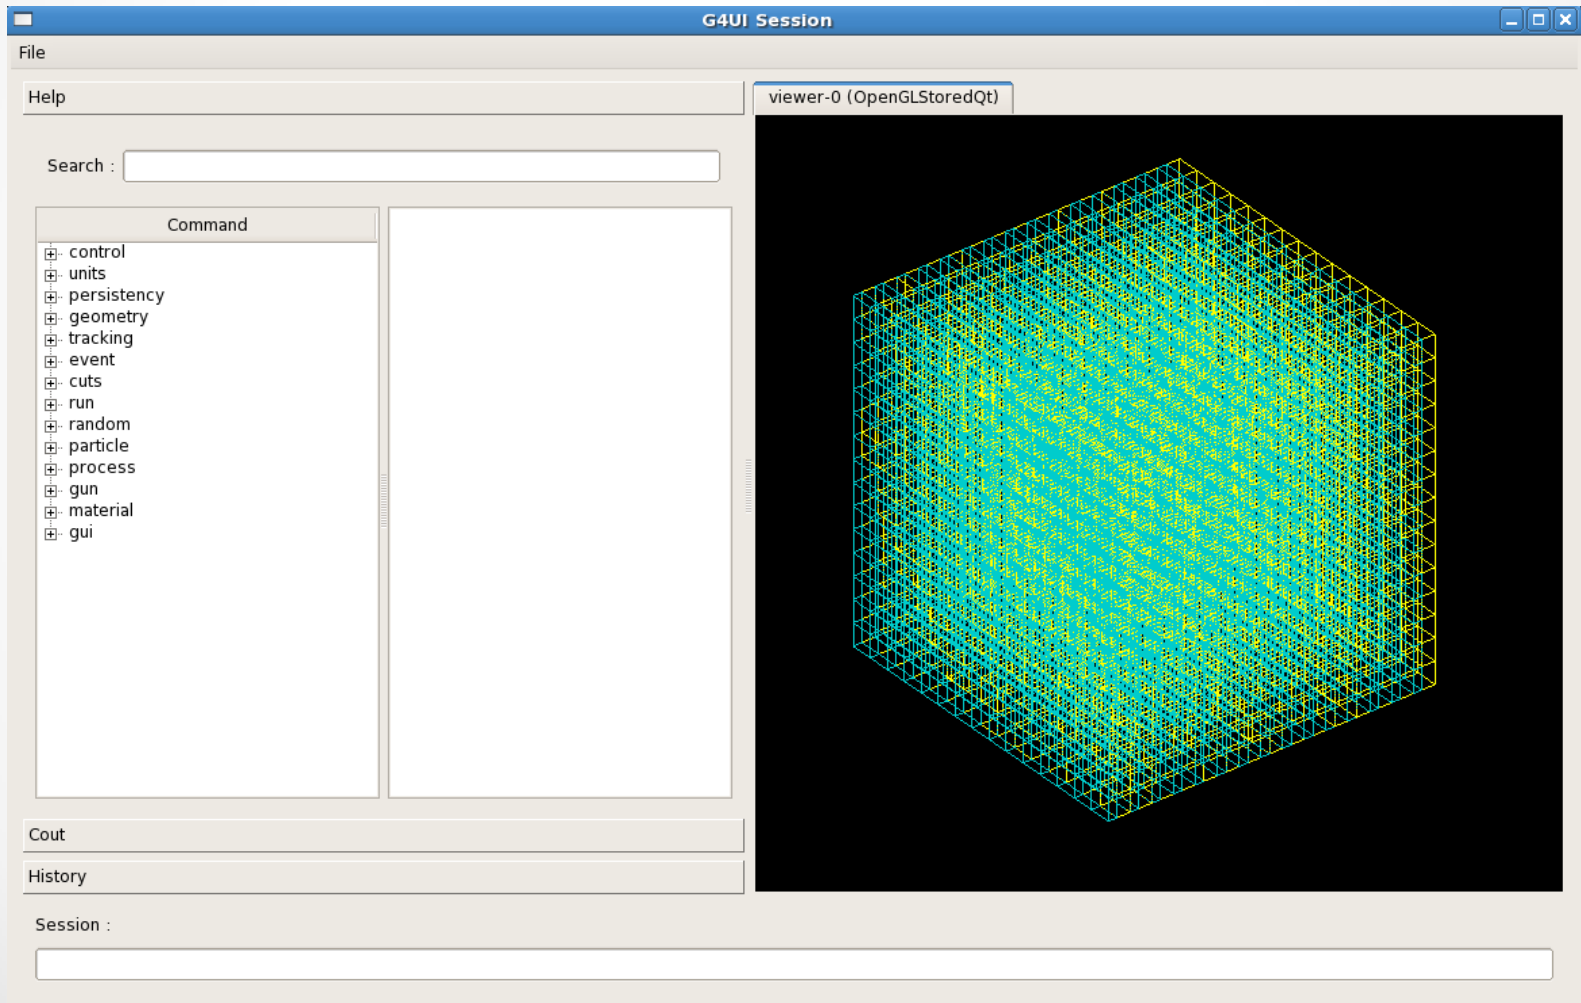 G4UI Session
File
Help
viewer-0 (OpenGLStoredQt)
Search :
Command
control
units
persistency
geometry
tracking
event
cuts
run
random
particle
process
gun
material
gui
Cout
History
Session :